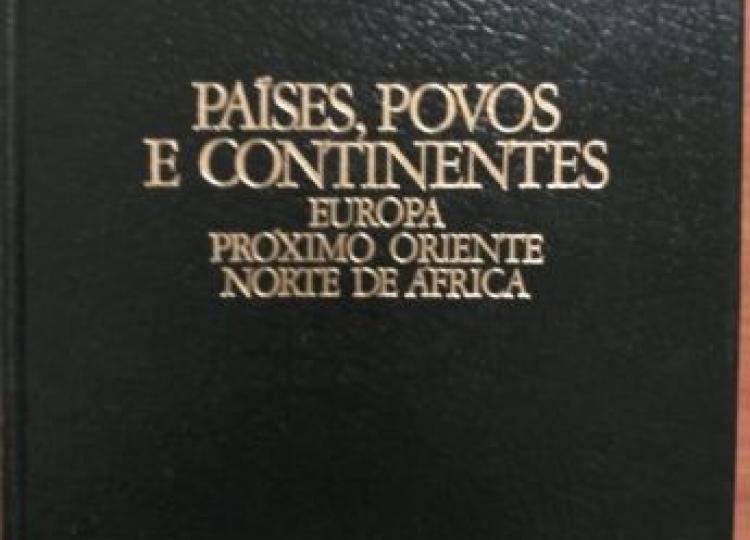 PAÍSES, POVOS
E CONTINENTES
EUROPA
PRÓXIMO ORIENTE
NORTE DE ÁFRICA